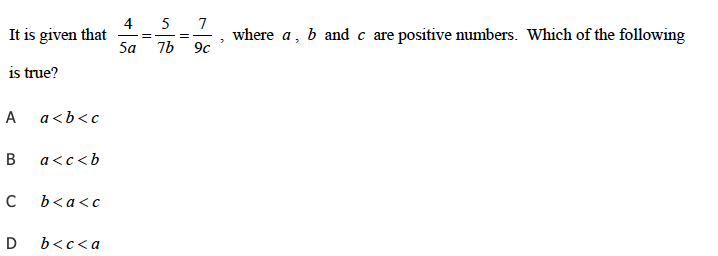 It is given that 4/5a = 5/7b = 7/9c , where a , b and c are positive numbers. Which of the following
is true?
A a < b < c
B a < c < b
C b < a < c
D b < c < a